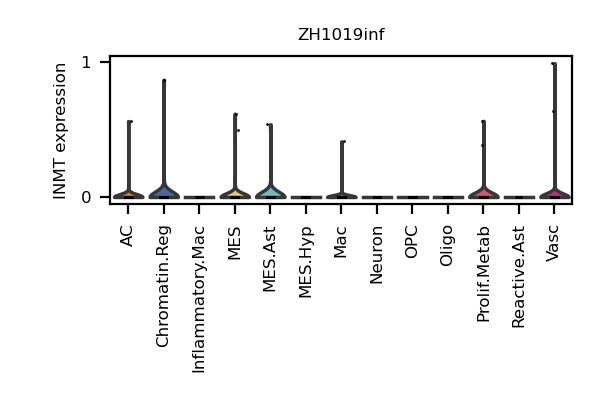 ZH1019inf
INMT expression
1
0
AC
Chromatin.Reg
Inflammatory.Mac
MES
MES.Ast
MES.Hyp
Mac
Neuron
OPC
Oligo
Prolif.Metab
Reactive.Ast
Vasc